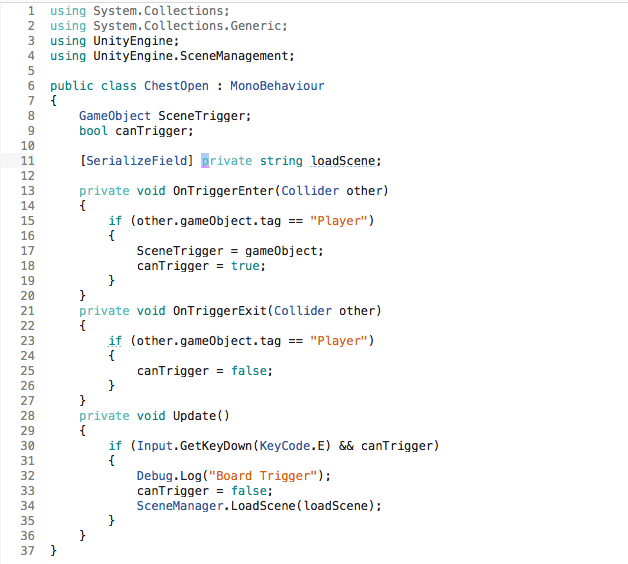 1 using System.Collections;
2 using System.Collections.Generic;
3 using UnityEngine;
4 using UnityEngine.SceneManagement;
5
6 public class ChestOpen : MonoBehaviour
7 {
8     GameObject SceneTrigger;
9     bool canTrigger;
10
11     [SerializeField] private string loadScene;
12
13     private void OnTriggerEnter(Collider other)
14     {
15         if (other.gameObject.tag == "Player")
16         {
17             SceneTrigger = gameObject;
18             canTrigger = true;
19         }
20     }
21     private void OnTriggerExit(Collider other)
22     {
23         if (other.gameObject.tag == "Player")
24         {
25             canTrigger = false;
26         }
27     }
28     private void Update()
29     {
30         if (Input.GetKeyDown(KeyCode.E) && canTrigger)
31         {
32             Debug.Log("Board Trigger");
33             canTrigger = false;
34             SceneManager.LoadScene(loadScene);
35         }
36     }
37 }